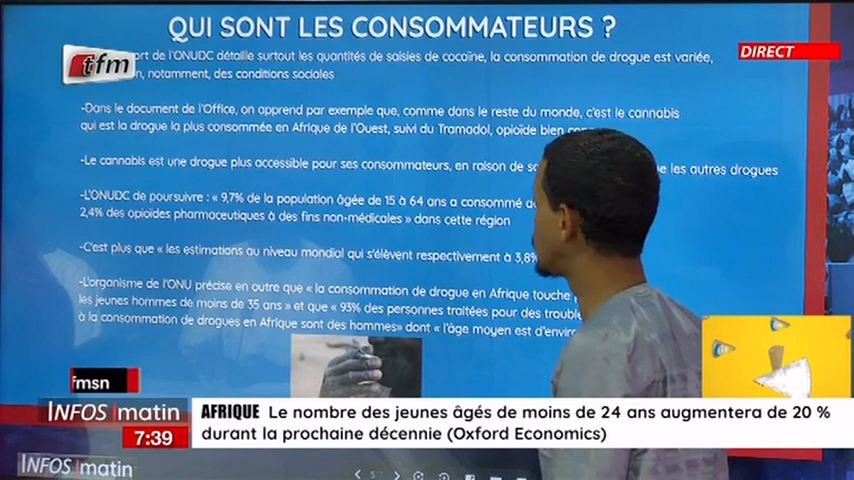 QUI SONT LES CONSOMMATEURS ?
DIRECT
tfm
ort de l'ONUDC détaille surtout les quantités de saisies de cocaïne, la consommation de drogue est variée,
notamment, des conditions sociales
-Dans le document de l'Office, on apprend par exemple que, comme dans le reste du monde, c'est le cannabis
qui est la drogue la plus consommée en Afrique de l'Ouest, suivi du Tramadol, opioïde bien
-Le cannabis est une drogue plus accessible pour ses consommateurs, en raison de les autres drogues
-L'ONUDC de poursuivre : « 9,7% de la population âgée de 15 à 64 ans a consommé
2,4% des opioïdes pharmaceutiques à des fins non-médicales » dans cette région
-C'est plus que « les estimations au niveau mondial qui s'élèvent respectivement à 3,8%
-L'organisme de l'ONU précise en outre que « la consommation de drogue en Afrique touche
les jeunes hommes de moins de 35 ans » et que « 93% des personnes traitées pour des
à la consommation de drogues en Afrique sont des hommes» dont « l'âge moyen est
fmsn
INFOS matin
7:39
AFRIQUE Le nombre des jeunes âgés de moins de 24 ans augmentera de 20 %
durant la prochaine décennie (Oxford Economics)
INFOS matin